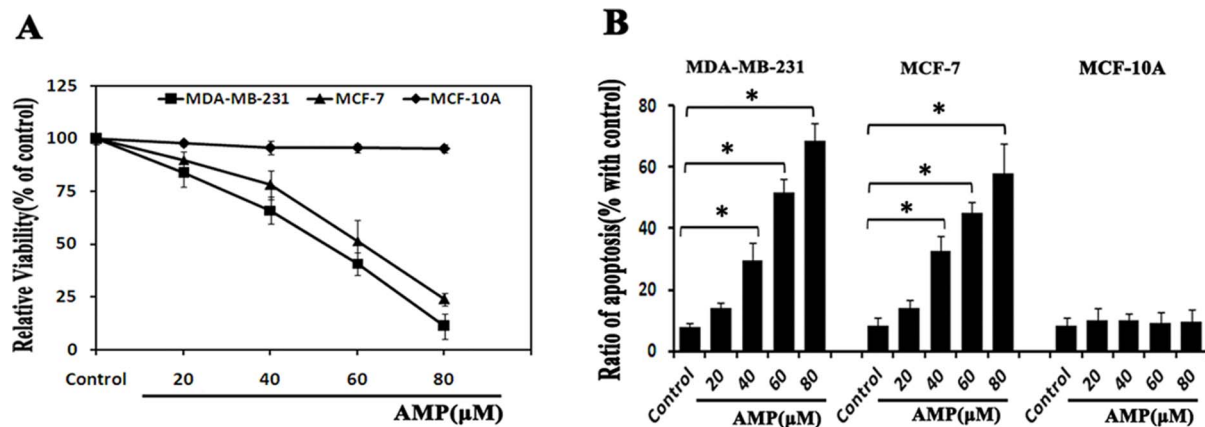 A
Relative Viability(% of control)
125
100
75
50
25
0
MDA-MB-231 MCF-7 MCF-10A
Control 20 40 60 80
AMP(μM)
B
Ratio of apoptosis(% with control)
MDA-MB-231 MCF-7 MCF-10A
80
60
40
20
0
* * *
* * *
Control 20 40 60 80 Control 20 40 60 80 Control 20 40 60 80
AMP(μM) AMP(μM) AMP(μM)